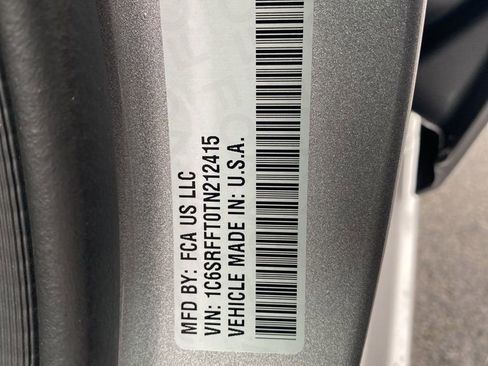 MFD BY: FCA US LLC
VIN: 1C6SRFFT0TN212415
VEHICLE MADE IN: U.S.A.